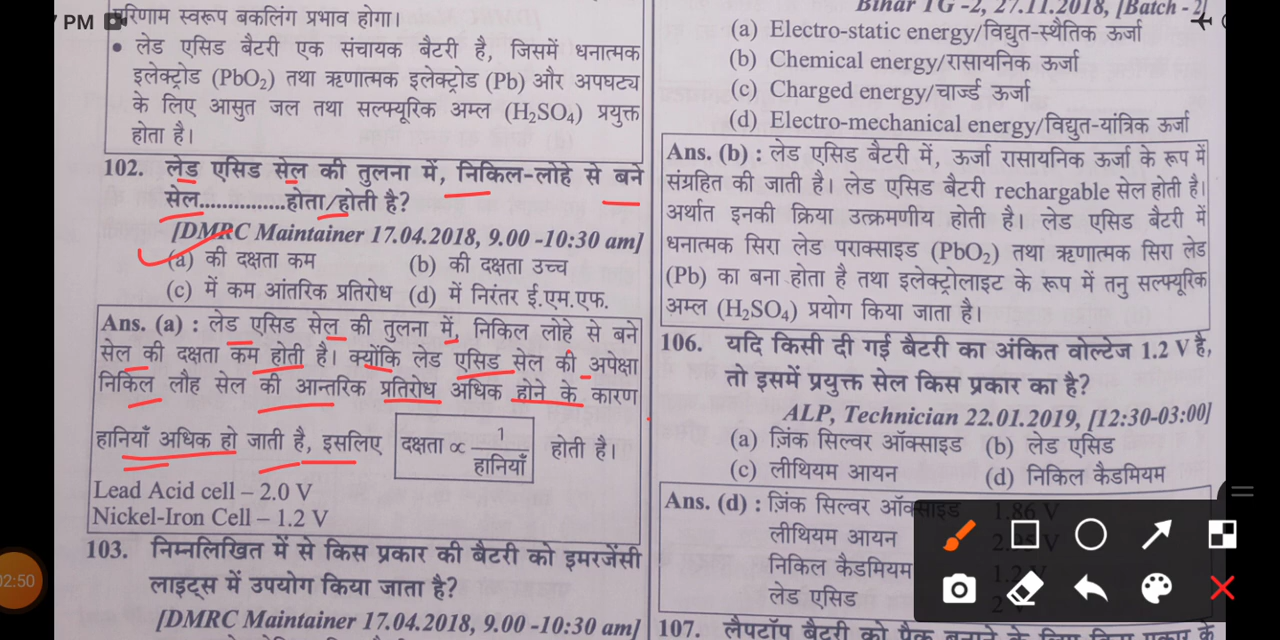 7 PM
परिणाम स्वरूप बकलिंग प्रभाव होगा।
• लेड एसिड बैटरी एक संचायक बैटरी है, जिसमें धनात्मक
इलेक्ट्रोड (PbO₂) तथा ऋणात्मक इलेक्ट्रोड (Pb) और अपघट्य
के लिए आसुत जल तथा सल्फ्यूरिक अम्ल (H₂SO₄) प्रयुक्त
होता है।
102. लेड एसिड सेल की तुलना में, निकिल-लोहे से बने
सेल.............होता/होती है?
[DMRC Maintainer 17.04.2018, 9.00 -10:30 am]
(a) की दक्षता कम (b) की दक्षता उच्च
(c) में कम आंतरिक प्रतिरोध (d) में निरंतर ई.एम.एफ.
Ans. (a) : लेड एसिड सेल की तुलना में, निकिल लोहे से बने
सेल की दक्षता कम होती है। क्योंकि लेड एसिड सेल की अपेक्षा
निकिल लौह सेल की आन्तरिक प्रतिरोध अधिक होने के कारण
हानियाँ अधिक हो जाती है, इसलिए दक्षता ∝ 1/हानियाँ होती है।
Lead Acid cell – 2.0 V
Nickel-Iron Cell – 1.2 V
103. निम्नलिखित में से किस प्रकार की बैटरी को इमरजेंसी
लाइट्स में उपयोग किया जाता है?
[DMRC Maintainer 17.04.2018, 9.00 -10:30 am]
02:50
Bihar TG -2, 27.11.2018, [Batch - 2]
(a) Electro-static energy/विद्युत-स्थैतिक ऊर्जा
(b) Chemical energy/रासायनिक ऊर्जा
(c) Charged energy/चार्ज्ड ऊर्जा
(d) Electro-mechanical energy/विद्युत-यांत्रिक ऊर्जा
Ans. (b) : लेड एसिड बैटरी में, ऊर्जा रासायनिक ऊर्जा के रूप में
संग्रहित की जाती है। लेड एसिड बैटरी rechargable सेल होती है।
अर्थात इनकी क्रिया उत्क्रमणीय होती है। लेड एसिड बैटरी में
धनात्मक सिरा लेड पराक्साइड (PbO₂) तथा ऋणात्मक सिरा लेड
(Pb) का बना होता है तथा इलेक्ट्रोलाइट के रूप में तनु सल्फ्यूरिक
अम्ल (H₂SO₄) प्रयोग किया जाता है।
106. यदि किसी दी गई बैटरी का अंकित वोल्टेज 1.2 V है,
तो इसमें प्रयुक्त सेल किस प्रकार का है?
ALP, Technician 22.01.2019, [12:30-03:00]
(a) ज़िंक सिल्वर ऑक्साइड (b) लेड एसिड
(c) लीथियम आयन (d) निकिल कैडमियम
Ans. (d) : ज़िंक सिल्वर ऑक्साइड 1.86 V
लीथियम आयन
निकिल कैडमियम
लेड एसिड
107. लैपटॉप बैटरी को पैक बनाने के लिए किस प्रकार के